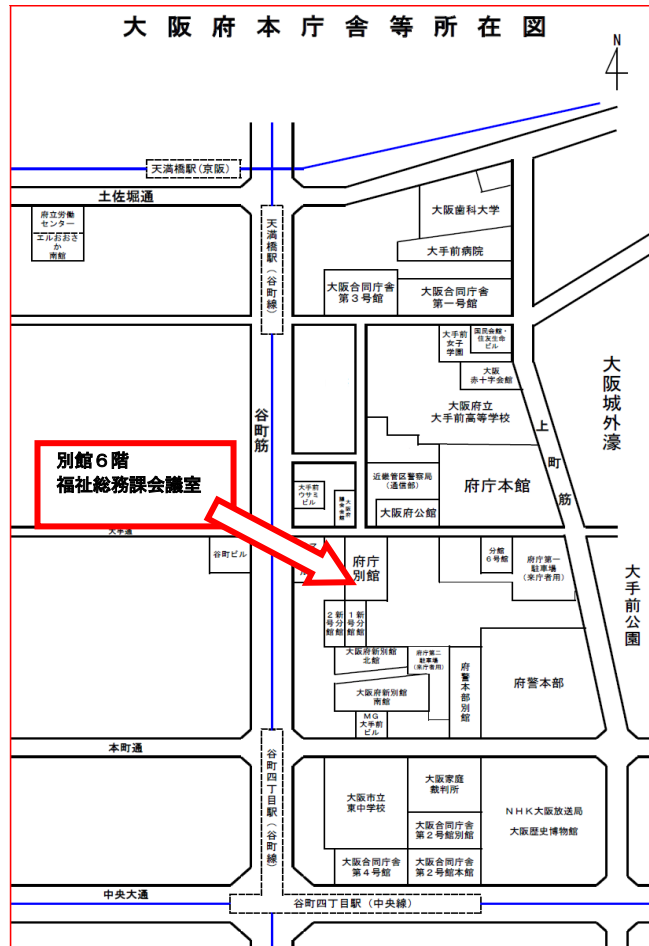 大阪府本庁舎等所在図
N
天満橋駅(京阪)
土佐堀通
府立労働
センター
エルおおさ
か
南館
天満橋駅(谷町線)
大阪歯科大学
大手前病院
大阪合同庁舎
第3号館
大阪合同庁舎
第一号館
大手前
女子
学園
国民会館・
住友生命
ビル
大阪
赤十字会館
大阪府立
大手前高等学校
大阪城外濠
谷町筋
上町筋
別館6階
福祉総務課会議室
近畿管区警察局
(通信部)
府庁本館
大手前
ウサミ
ビル
大阪府
議会会館
大阪府公館
大手通
谷町ビル
府庁
別館
分館
6号館
府庁第一
駐車場
(来庁者用)
大手前公園
新分館
2号館
新分館
1号館
大阪府新別館
北館
府庁第二
駐車場
(来庁者用)
大阪府新別館
南館
府警本部別館
府警本部
MG
大手前
ビル
本町通
谷町四丁目駅(谷町線)
大阪市立
東中学校
大阪家庭
裁判所
NHK大阪放送局
大阪歴史博物館
大阪合同庁舎
第2号館別館
大阪合同庁舎
第4号館
大阪合同庁舎
第2号館本館
中央大通
谷町四丁目駅(中央線)